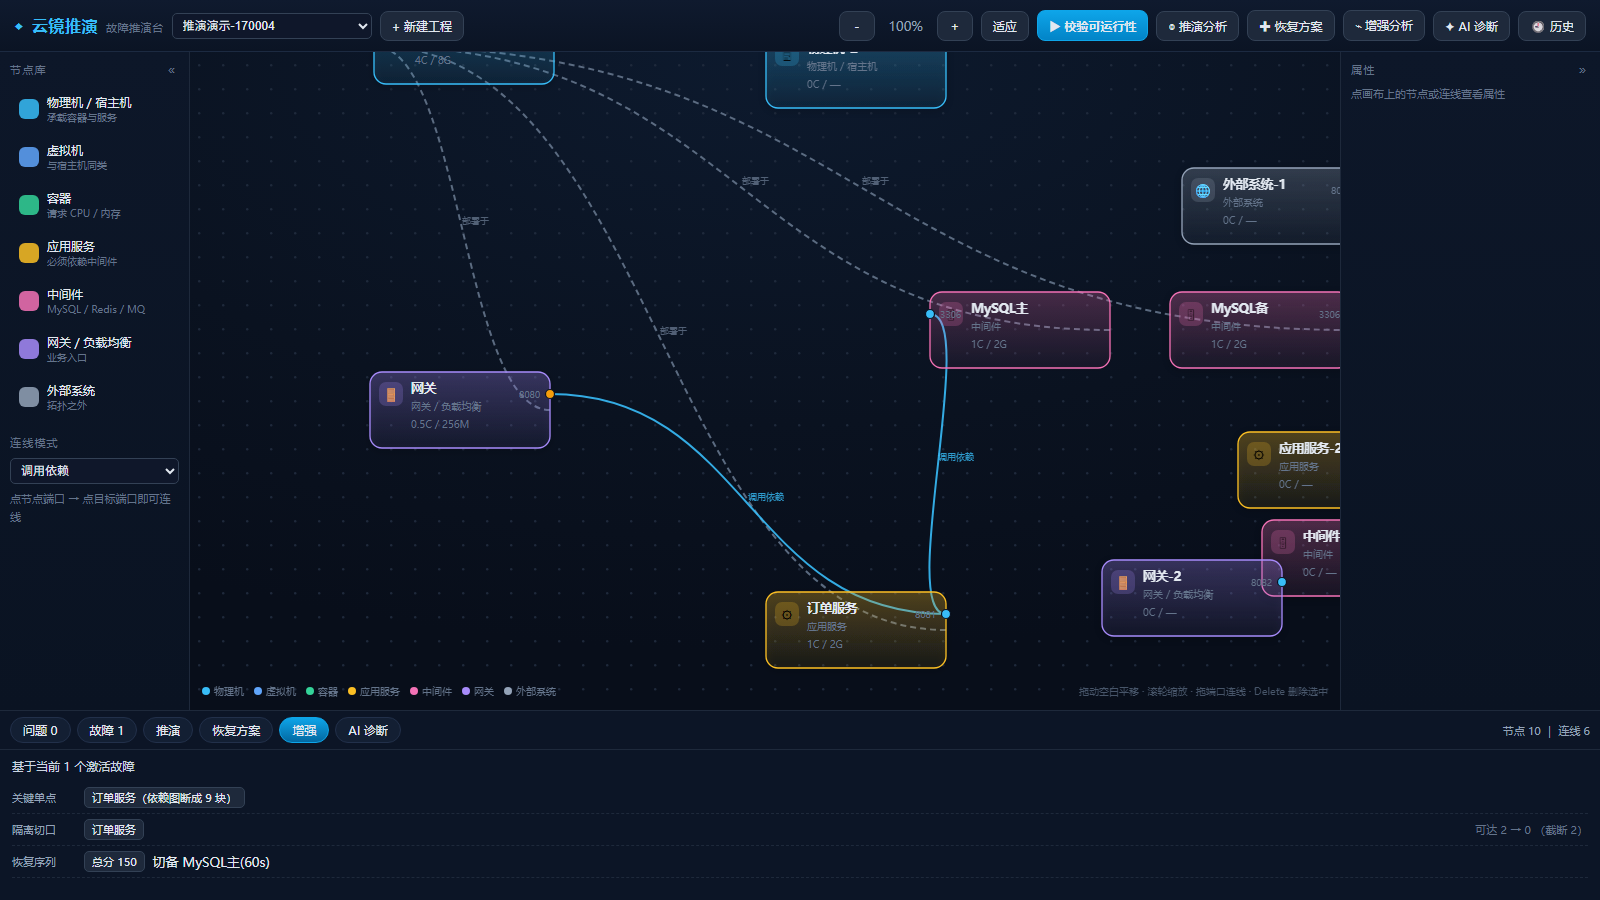 云镜推演 故障推演台 推演演示-170004 + 新建工程 - 100% + 适应 校验可运行性 推演分析 恢复方案 增强分析 AI 诊断 历史
节点库 «
物理机 / 宿主机
承载容器与服务
虚拟机
与宿主机同类
容器
请求 CPU / 内存
应用服务
必须依赖中间件
中间件
MySQL / Redis / MQ
网关 / 负载均衡
业务入口
外部系统
拓扑之外
连线模式
调用依赖
点节点端口 → 点目标端口即可连
线
4C / 8G
物理机 / 宿主机
0C / —
部署于
部署于
部署于
部署于
外部系统-1
外部系统
0C / —
80
MySQL主
3306
中间件
1C / 2G
MySQL备
3306
中间件
1C / 2G
网关
8080
网关 / 负载均衡
0.5C / 256M
调用依赖
调用依赖
应用服务-2
应用服务
0C / —
中间件
中间件
0C / —
网关-2
8082
网关 / 负载均衡
0C / —
订单服务
8081
应用服务
1C / 2G
物理机 虚拟机 容器 应用服务 中间件 网关 外部系统
拖动空白平移 · 滚轮缩放 · 拖端口连线 · Delete 删除选中
属性 »
点画布上的节点或连线查看属性
问题 0 故障 1 推演 恢复方案 增强 AI 诊断 节点 10 | 连线 6
基于当前 1 个激活故障
关键单点 订单服务（依赖图断成 9 块）
隔离切口 订单服务 可达 2 → 0 （截断 2）
恢复序列 总分 150 切备 MySQL主(60s)